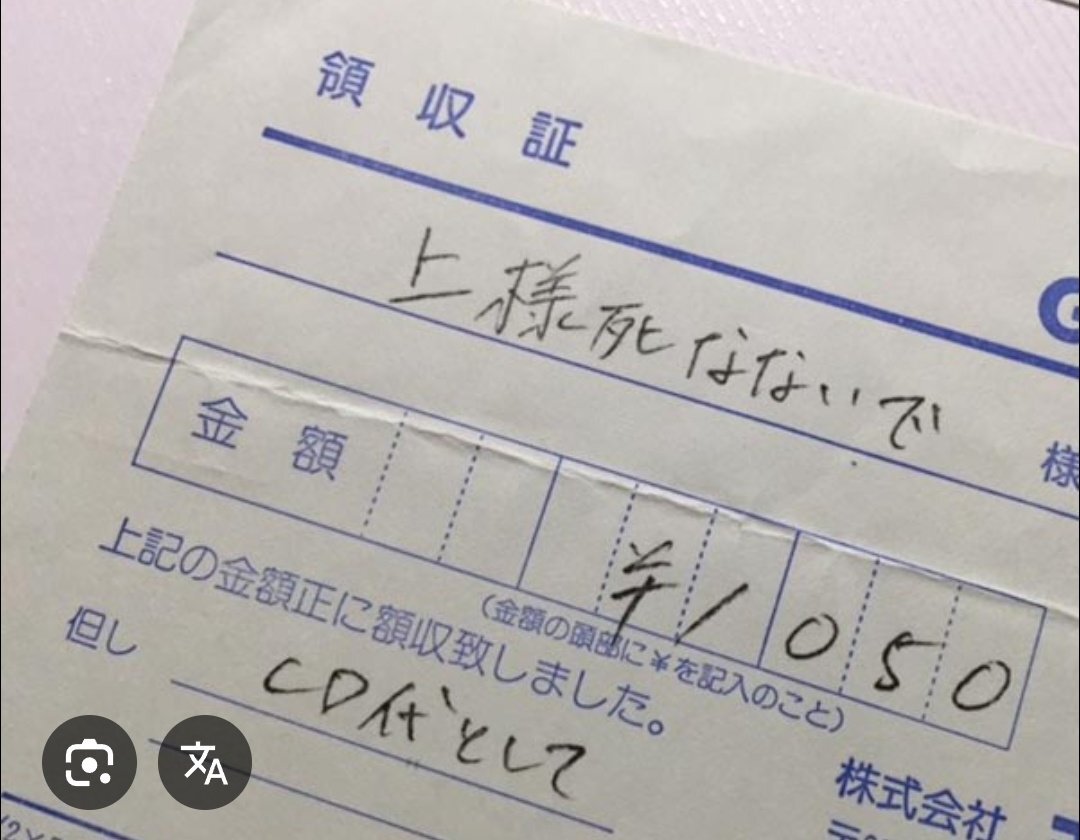 領収証
上様死なないで 様
金額 ¥1050
(金額の頭部に¥を記入のこと)
上記の金額正に領収致しました。
但し CD代として
株式会社